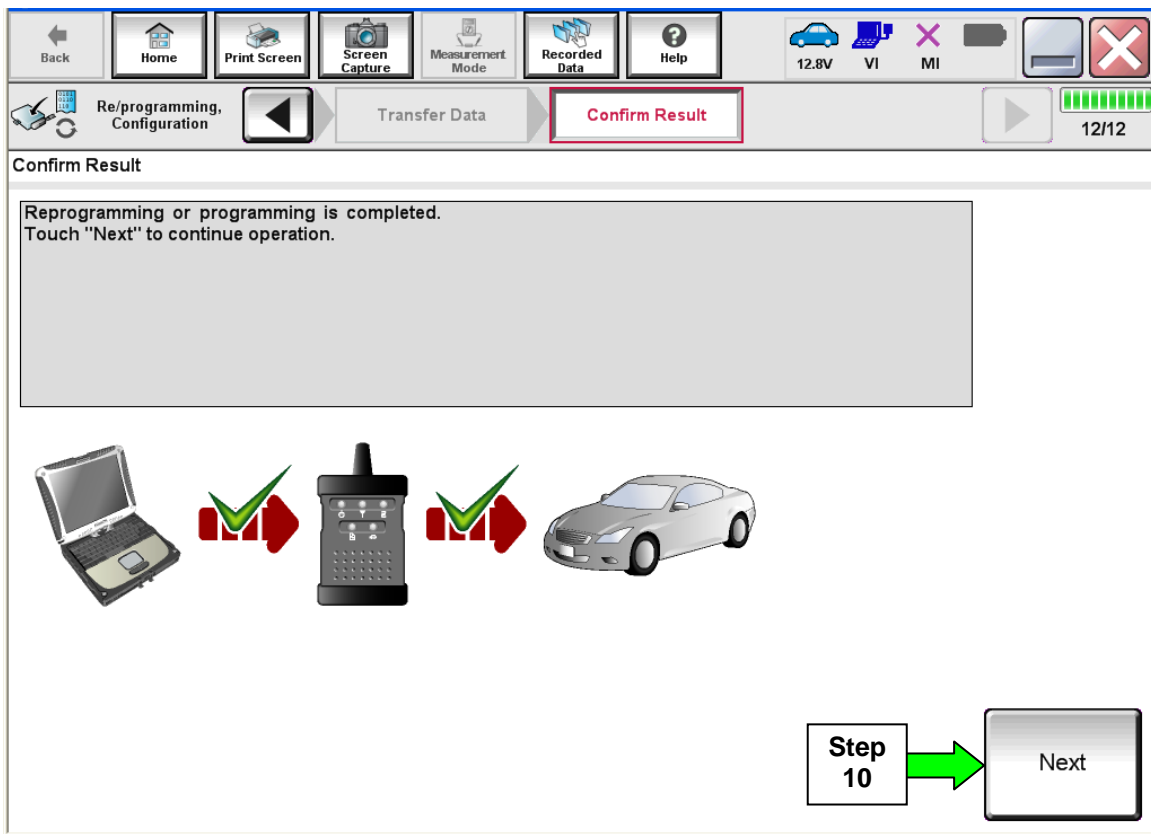 Back
Home
Print Screen
Screen
Capture
Measurement
Mode
Recorded
Data
Help
12.8V
VI
MI
Re/programming,
Configuration
Transfer Data
Confirm Result
12/12
Confirm Result
Reprogramming or programming is completed.
Touch "Next" to continue operation.
Step
10
Next